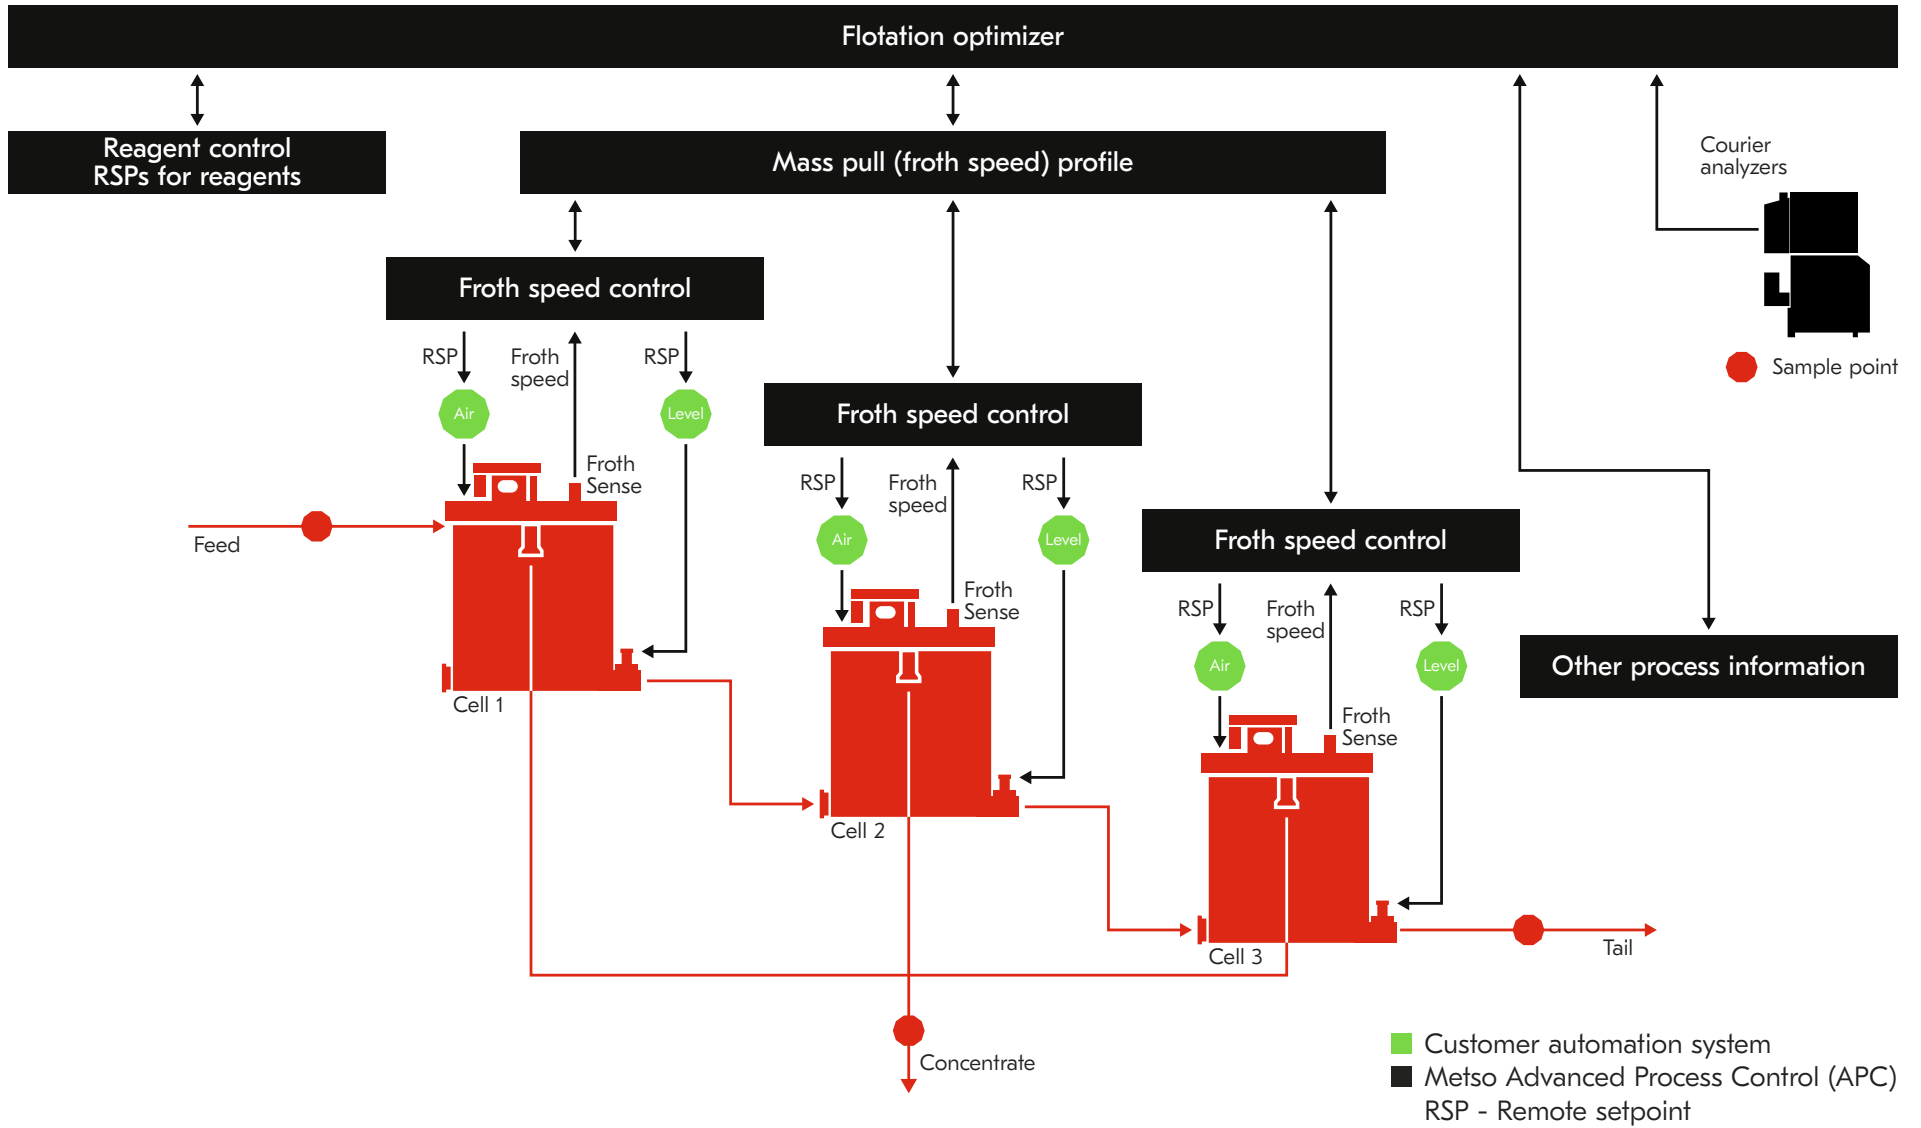 Flotation optimizer
Reagent control
RSPs for reagents
Mass pull (froth speed) profile
Courier
analyzers
Sample point
Froth speed control
RSP
Froth
speed
RSP
Air
Level
Froth
Sense
Feed
Cell 1
Froth speed control
RSP
Froth
speed
RSP
Air
Level
Froth
Sense
Cell 2
Froth speed control
RSP
Froth
speed
RSP
Air
Level
Froth
Sense
Cell 3
Other process information
Tail
Concentrate
Customer automation system
Metso Advanced Process Control (APC)
RSP - Remote setpoint